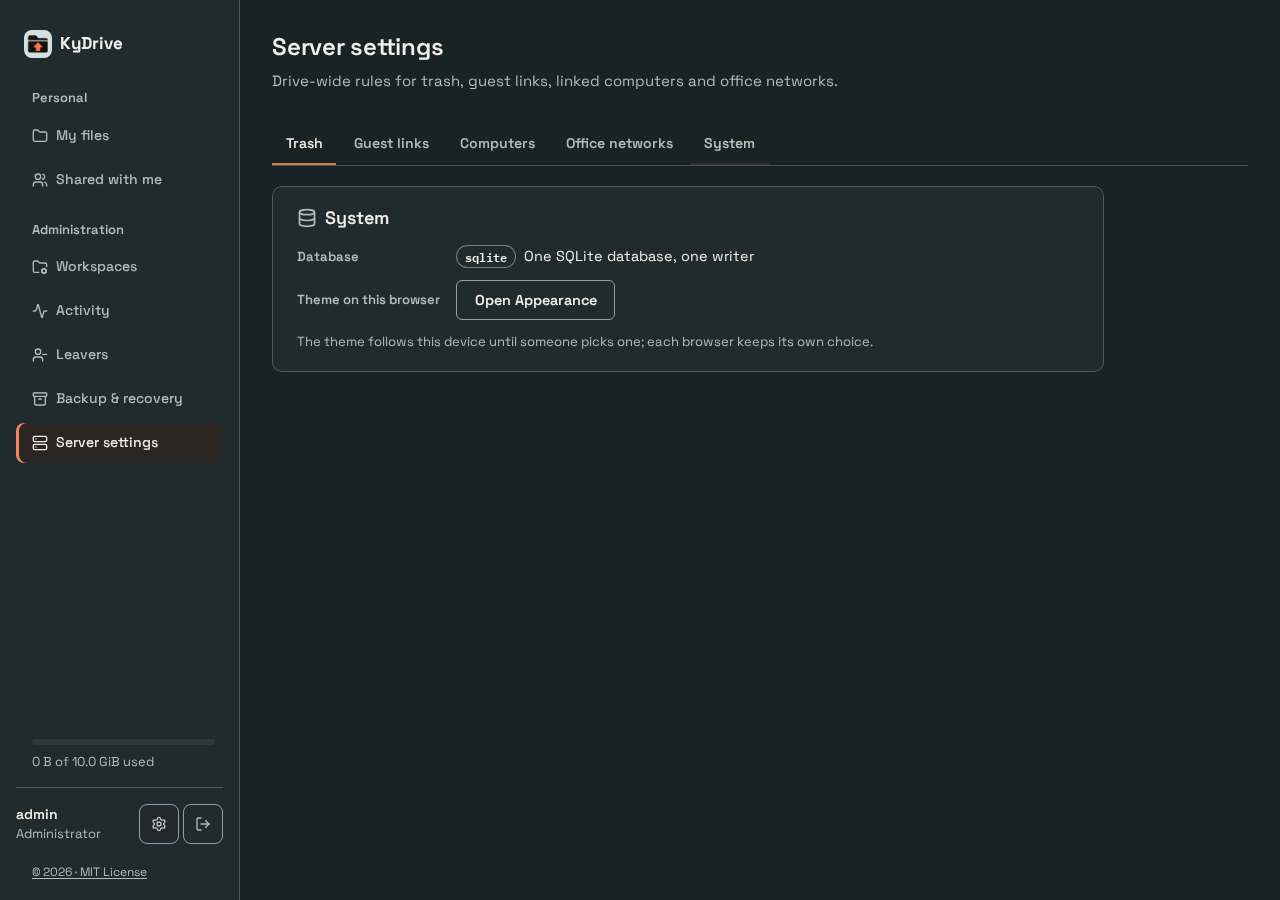 KyDrive
Personal
My files
Shared with me
Administration
Workspaces
Activity
Leavers
Backup & recovery
Server settings
0 B of 10.0 GiB used
admin
Administrator
© 2026 · MIT License
Server settings
Drive-wide rules for trash, guest links, linked computers and office networks.
Trash Guest links Computers Office networks System
System
Database sqlite One SQLite database, one writer
Theme on this browser Open Appearance
The theme follows this device until someone picks one; each browser keeps its own choice.